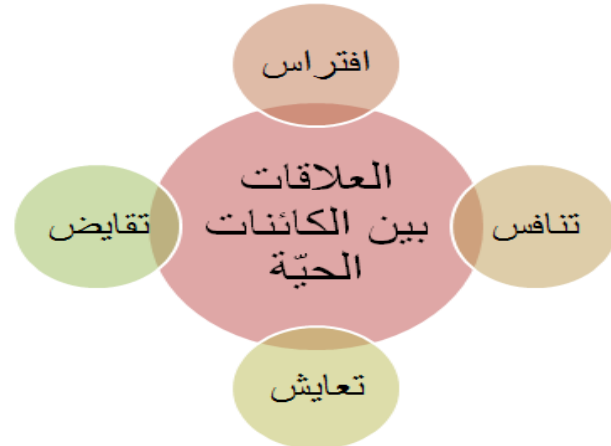 افتراس
العلاقات
بين الكائنات
الحيّة
تنافس
تقايض
تعايش